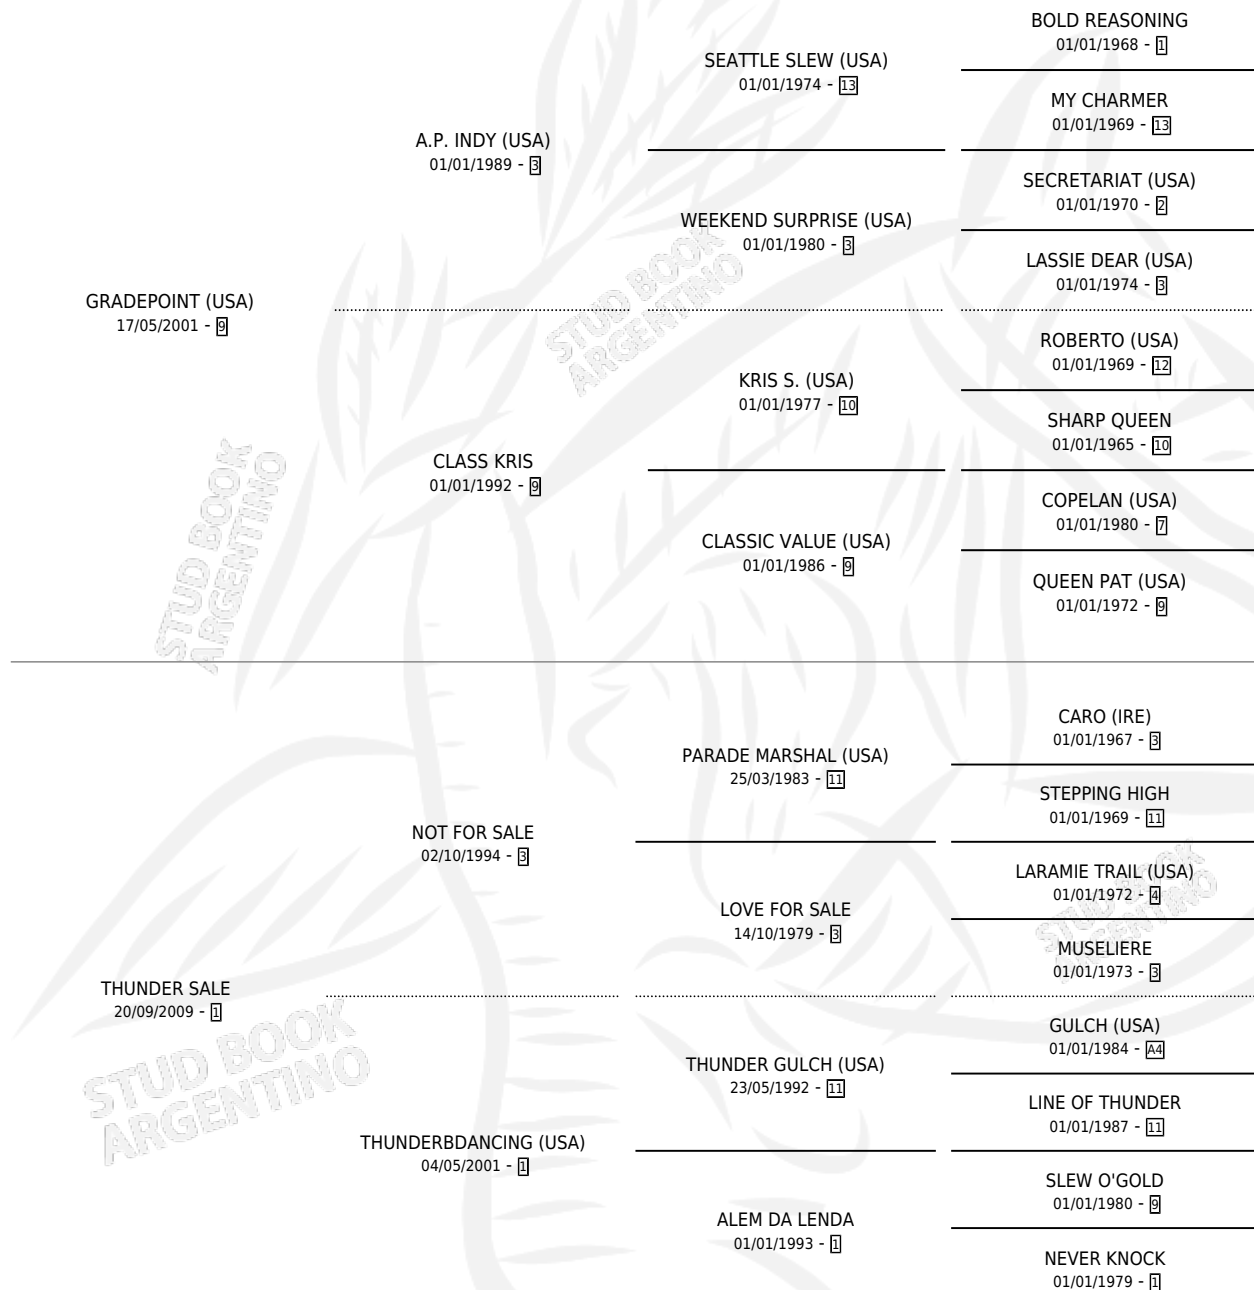 BOLD REASONING
01/01/1968 - 1
SEATTLE SLEW (USA)
01/01/1974 - 13
MY CHARMER
01/01/1969 - 13
A.P. INDY (USA)
01/01/1989 - 3
SECRETARIAT (USA)
01/01/1970 - 2
WEEKEND SURPRISE (USA)
01/01/1980 - 3
LASSIE DEAR (USA)
01/01/1974 - 3
GRADEPOINT (USA)
17/05/2001 - 9
STUD BOOK
ARGENTINO
ROBERTO (USA)
01/01/1969 - 12
KRIS S. (USA)
01/01/1977 - 10
SHARP QUEEN
01/01/1965 - 10
CLASS KRIS
01/01/1992 - 9
COPELAN (USA)
01/01/1980 - 7
CLASSIC VALUE (USA)
01/01/1986 - 9
QUEEN PAT (USA)
01/01/1972 - 9
STUD BOOK
ARGENTINO
CARO (IRE)
01/01/1967 - 3
PARADE MARSHAL (USA)
25/03/1983 - 11
STEPPING HIGH
01/01/1969 - 11
NOT FOR SALE
02/10/1994 - 3
LARAMIE TRAIL (USA)
01/01/1972 - 4
LOVE FOR SALE
14/10/1979 - 3
MUSELIERE
01/01/1973 - 3
STUD BOOK
ARGENTINO
THUNDER SALE
20/09/2009 - 1
GULCH (USA)
01/01/1984 - A4
THUNDER GULCH (USA)
23/05/1992 - 11
LINE OF THUNDER
01/01/1987 - 11
STUD BOOK
ARGENTINO
THUNDERBDANCING (USA)
04/05/2001 - 1
SLEW O'GOLD
01/01/1980 - 9
ALEM DA LENDA
01/01/1993 - 1
NEVER KNOCK
01/01/1979 - 1